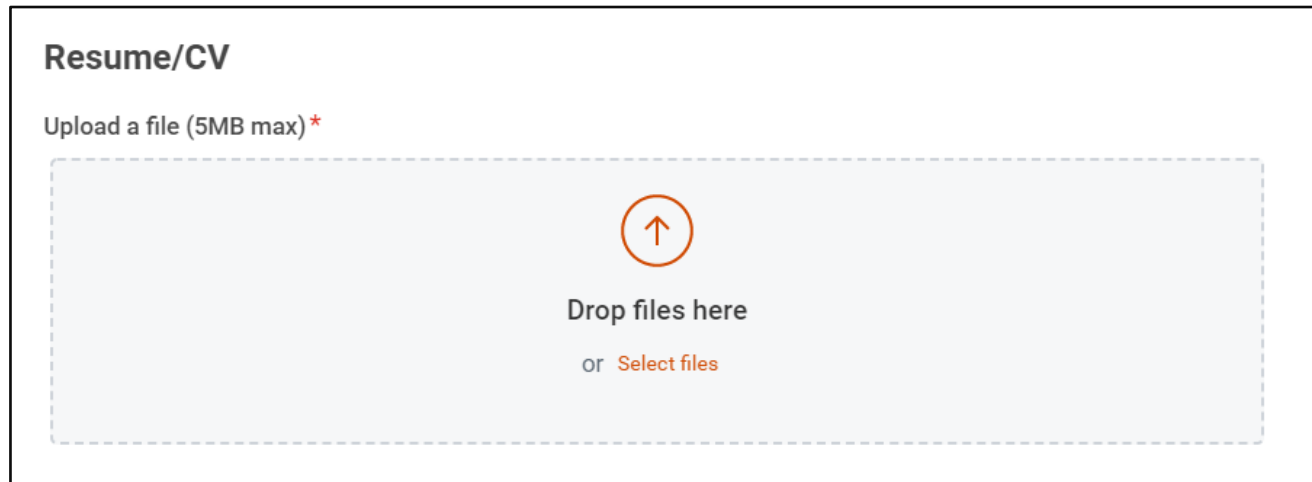 Resume/CV
Upload a file (5MB max)*
Drop files here
or Select files